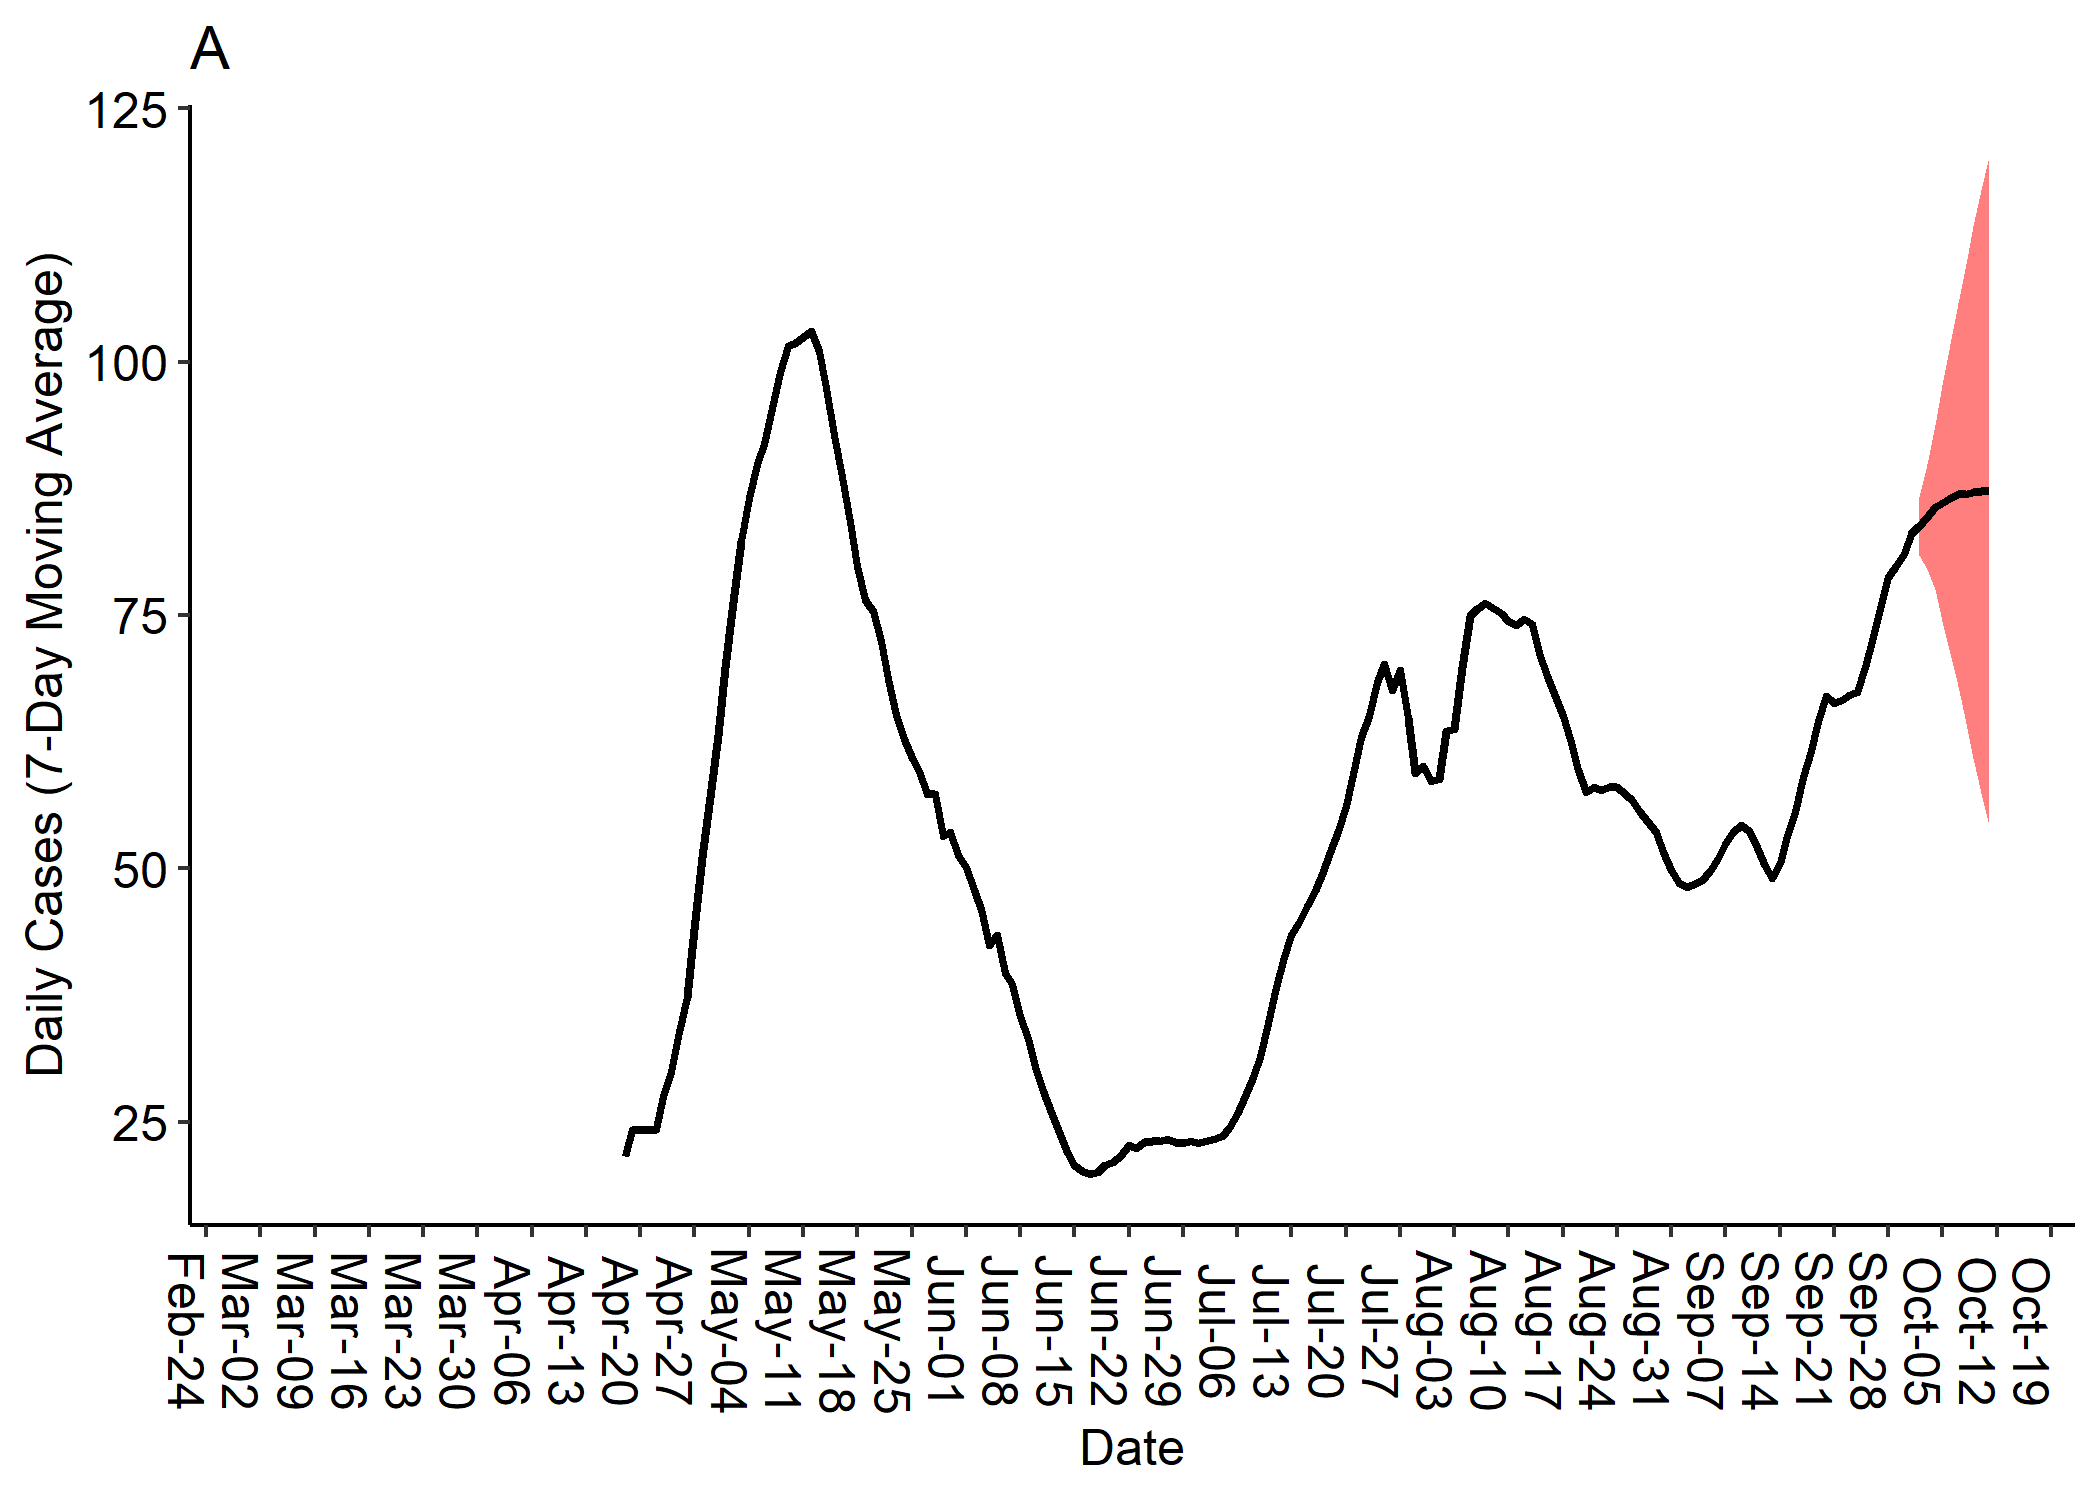 A
125
100
75
50
25
Daily Cases (7-Day Moving Average)
Feb-24
Mar-02
Mar-09
Mar-16
Mar-23
Mar-30
Apr-06
Apr-13
Apr-20
Apr-27
May-04
May-11
May-18
May-25
Jun-01
Jun-08
Jun-15
Jun-22
Jun-29
Jul-06
Jul-13
Jul-20
Jul-27
Aug-03
Aug-10
Aug-17
Aug-24
Aug-31
Sep-07
Sep-14
Sep-21
Sep-28
Oct-05
Oct-12
Oct-19
Date